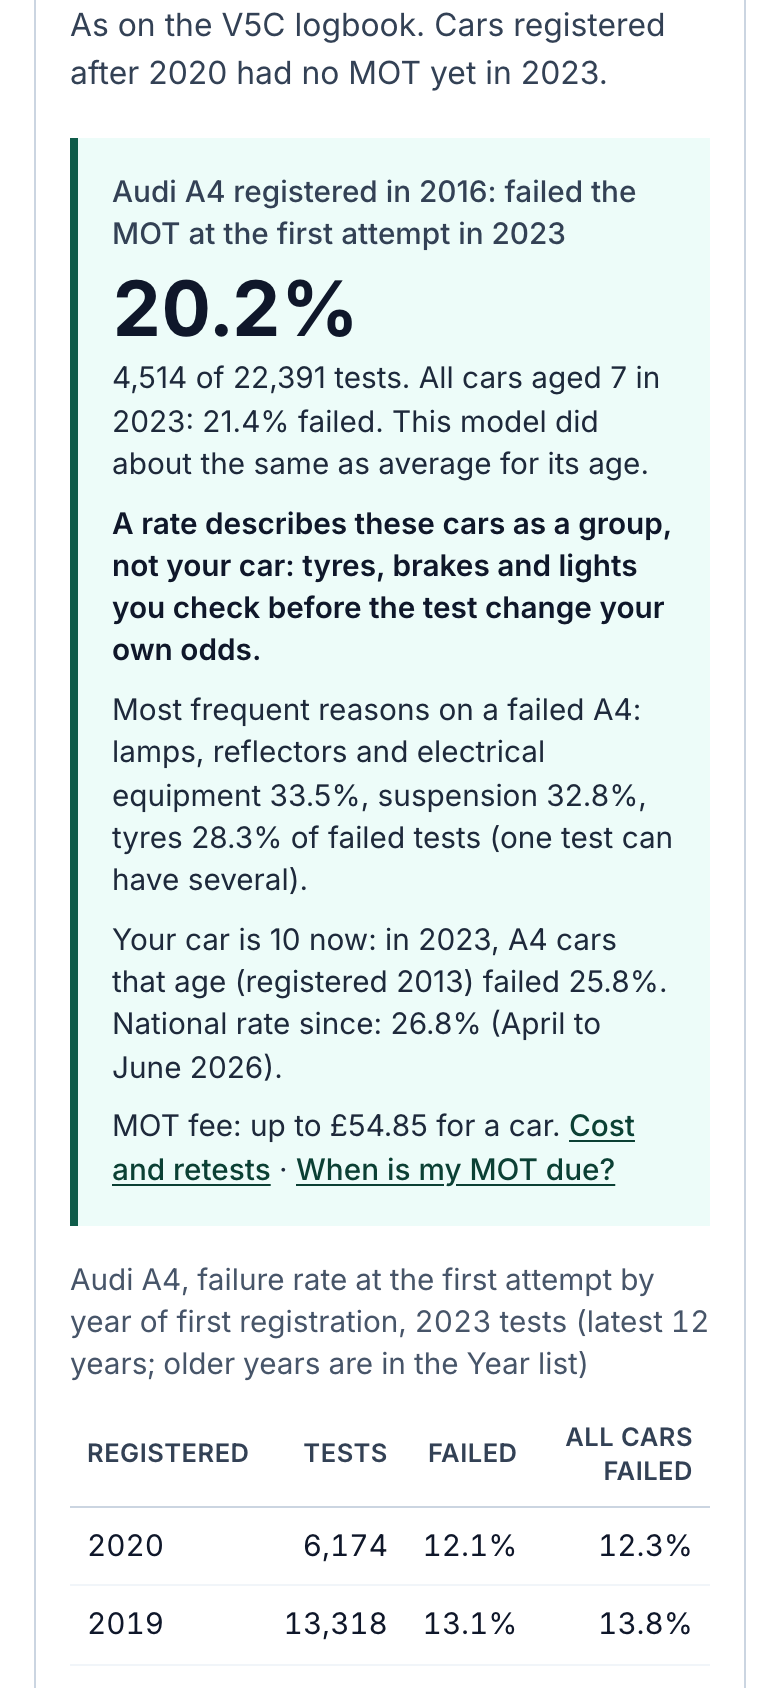 As on the V5C logbook. Cars registered
after 2020 had no MOT yet in 2023.
Audi A4 registered in 2016: failed the
MOT at the first attempt in 2023
20.2%
4,514 of 22,391 tests. All cars aged 7 in
2023: 21.4% failed. This model did
about the same as average for its age.
A rate describes these cars as a group,
not your car: tyres, brakes and lights
you check before the test change your
own odds.
Most frequent reasons on a failed A4:
lamps, reflectors and electrical
equipment 33.5%, suspension 32.8%,
tyres 28.3% of failed tests (one test can
have several).
Your car is 10 now: in 2023, A4 cars
that age (registered 2013) failed 25.8%.
National rate since: 26.8% (April to
June 2026).
MOT fee: up to £54.85 for a car. Cost
and retests · When is my MOT due?
Audi A4, failure rate at the first attempt by
year of first registration, 2023 tests (latest 12
years; older years are in the Year list)
REGISTERED TESTS FAILED ALL CARS
FAILED
2020 6,174 12.1% 12.3%
2019 13,318 13.1% 13.8%